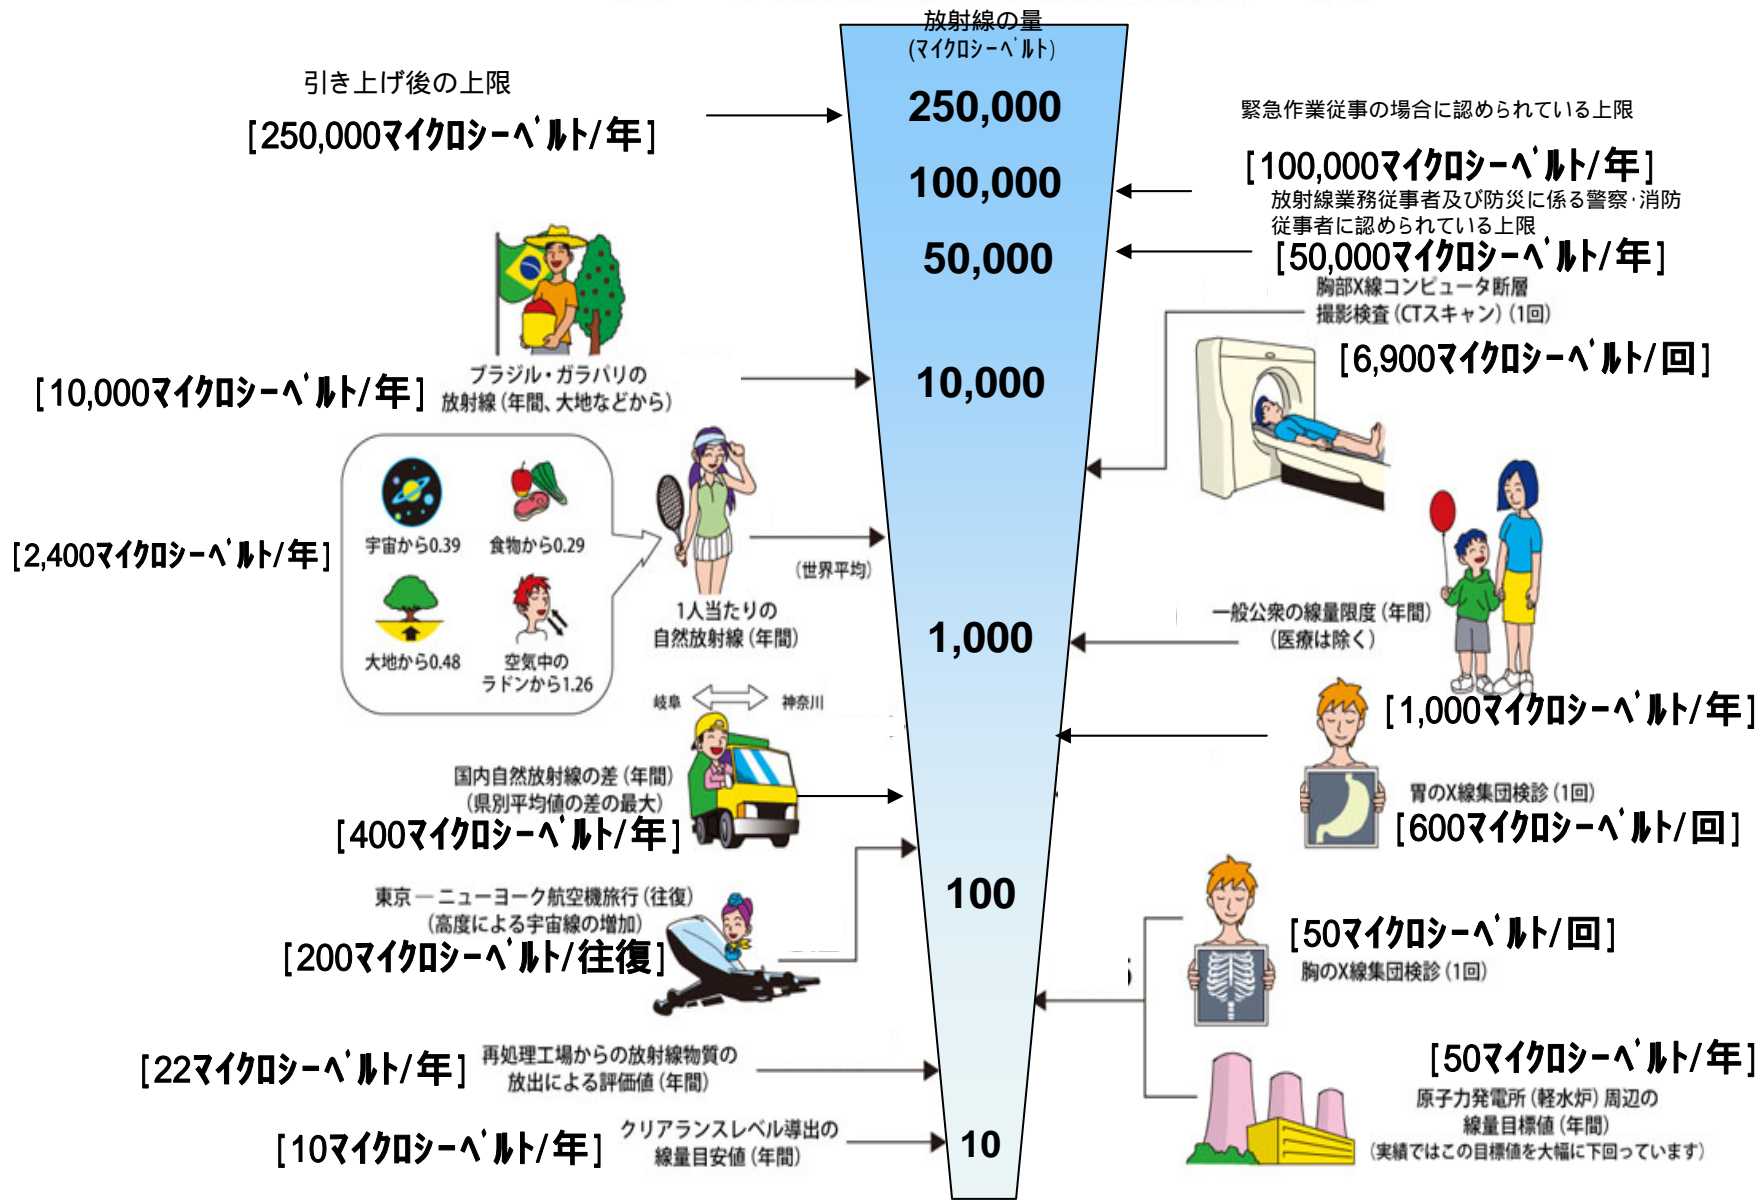 放射線の量
(マイクロシーベルト)
引き上げ後の上限
[250,000マイクロシーベルト/年]
250,000
緊急作業従事の場合に認められている上限
[100,000マイクロシーベルト/年]
100,000
放射線業務従事者及び防災に係る警察・消防
従事者に認められている上限
[50,000マイクロシーベルト/年]
50,000
胸部X線コンピュータ断層
撮影検査(CTスキャン)(1回)
[6,900マイクロシーベルト/回]
ブラジル・ガラパリの
放射線(年間、大地などから)
[10,000マイクロシーベルト/年]
10,000
宇宙から0.39
食物から0.29
大地から0.48
空気中の
ラドンから1.26
[2,400マイクロシーベルト/年]
(世界平均)
1人当たりの
自然放射線(年間)
1,000
一般公衆の線量限度(年間)
(医療は除く)
[1,000マイクロシーベルト/年]
岐阜
神奈川
国内自然放射線の差(年間)
(県別平均値の差の最大)
[400マイクロシーベルト/年]
胃のX線集団検診(1回)
[600マイクロシーベルト/回]
100
東京―ニューヨーク航空機旅行(往復)
(高度による宇宙線の増加)
[200マイクロシーベルト/往復]
[50マイクロシーベルト/回]
胸のX線集団検診(1回)
[22マイクロシーベルト/年]
再処理工場からの放射線物質の
放出による評価値(年間)
[50マイクロシーベルト/年]
原子力発電所(軽水炉)周辺の
線量目標値(年間)
(実績ではこの目標値を大幅に下回っています)
[10マイクロシーベルト/年]
クリアランスレベル導出の
線量目安値(年間)
10